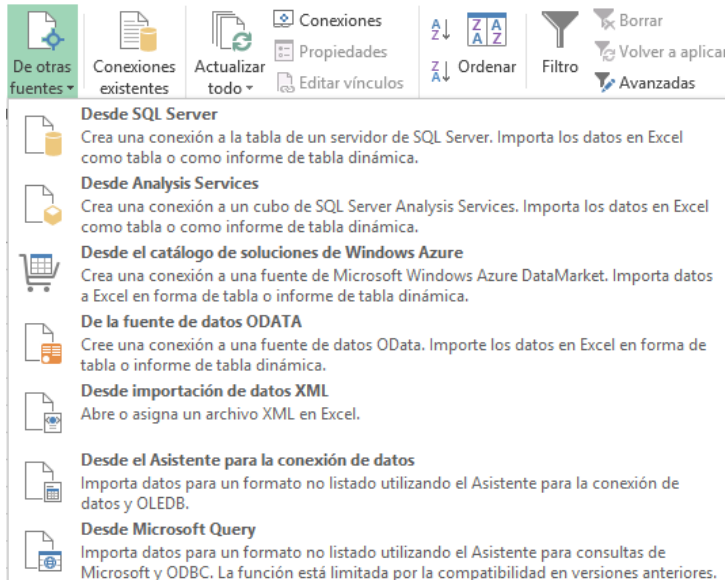 De otras
fuentes
Conexiones
existentes
Actualizar
todo
Conexiones
Propiedades
Editar vínculos
A
Z
Z
A
Z A
A Z
Ordenar
Filtro
Borrar
Volver a aplicar
Avanzadas
Desde SQL Server
Crea una conexión a la tabla de un servidor de SQL Server. Importa los datos en Excel
como tabla o como informe de tabla dinámica.
Desde Analysis Services
Crea una conexión a un cubo de SQL Server Analysis Services. Importa los datos en Excel
como tabla o como informe de tabla dinámica.
Desde el catálogo de soluciones de Windows Azure
Crea una conexión a una fuente de Microsoft Windows Azure DataMarket. Importa datos
a Excel en forma de tabla o informe de tabla dinámica.
De la fuente de datos ODATA
Cree una conexión a una fuente de datos OData. Importe los datos en Excel en forma de
tabla o informe de tabla dinámica.
Desde importación de datos XML
Abre o asigna un archivo XML en Excel.
Desde el Asistente para la conexión de datos
Importa datos para un formato no listado utilizando el Asistente para la conexión de
datos y OLEDB.
Desde Microsoft Query
Importa datos para un formato no listado utilizando el Asistente para consultas de
Microsoft y ODBC. La función está limitada por la compatibilidad en versiones anteriores.